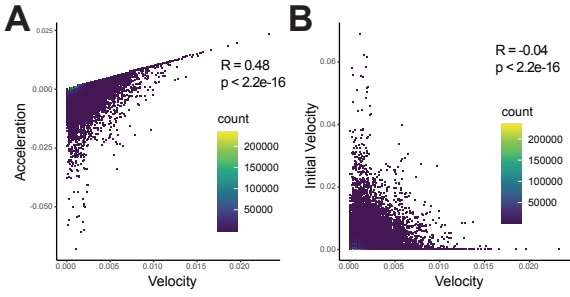 A
0.025
0.000
-0.025
-0.050
Acceleration
R = 0.48
p < 2.2e-16
count
200000
150000
100000
50000
0.000
0.005
0.010
0.015
0.020
Velocity
B
0.06
0.04
0.02
0.00
Initial Velocity
R = -0.04
p < 2.2e-16
count
200000
150000
100000
50000
0.000
0.005
0.010
0.015
0.020
Velocity